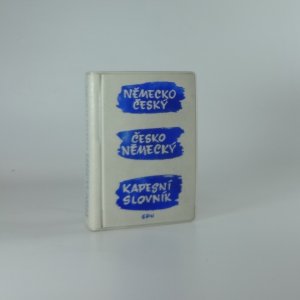 NĚMECKO
ČESKÝ
ČESKO
NĚMECKÝ
KAPESNÍ
SLOVNÍK
SPN